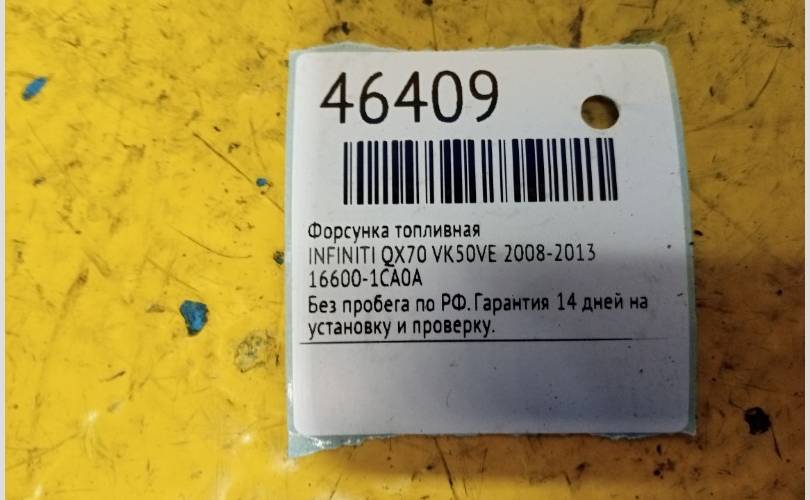 46409
Форсунка топливная
INFINITI QX70 VK50VE 2008-2013
16600-1CA0A
Без пробега по РФ.Гарантия 14 дней на
установку и проверку.